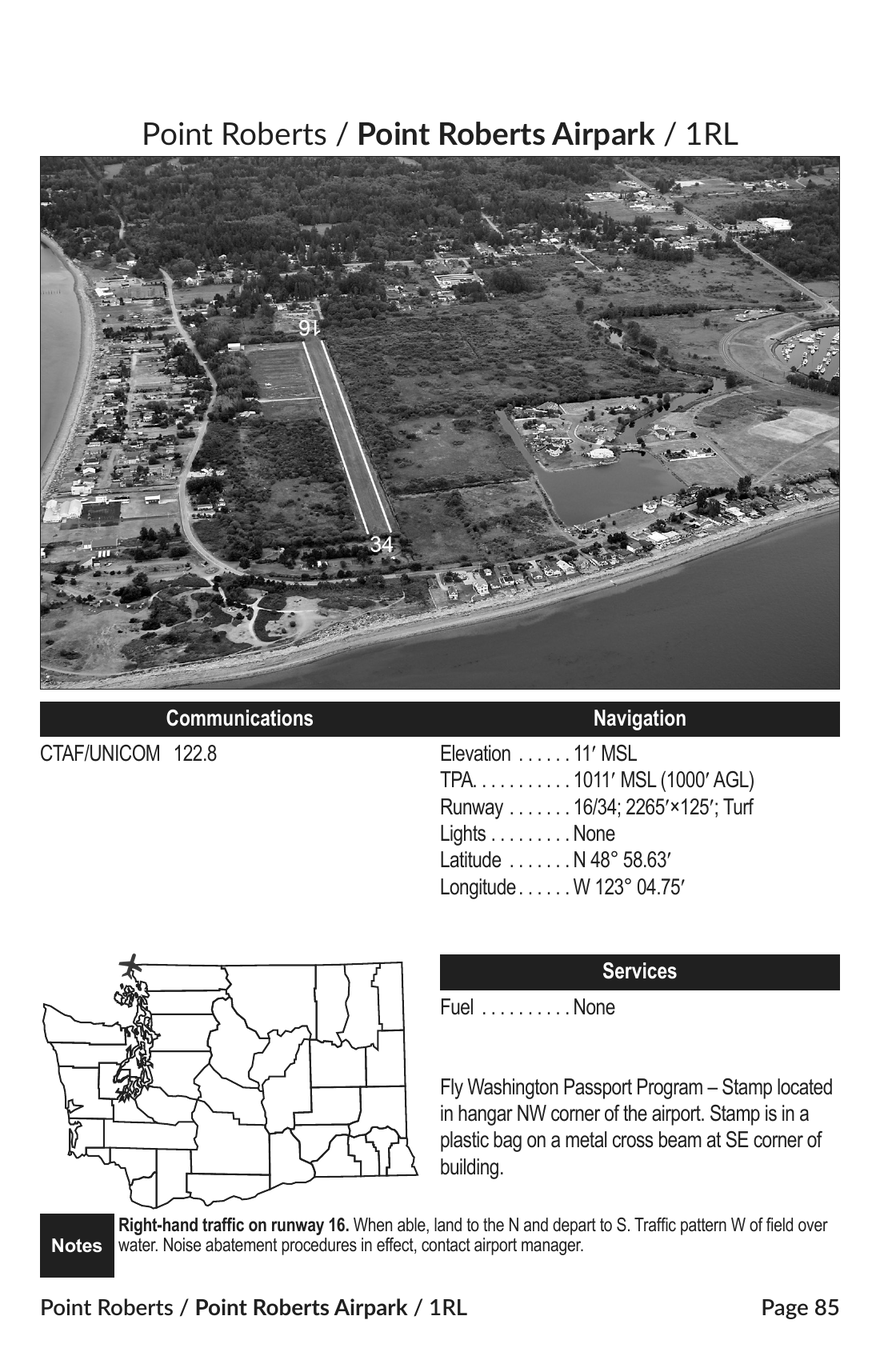 Point Roberts / Point Roberts Airpark / 1RL
16
34
Communications
CTAF/UNICOM 122.8
Navigation
Elevation . . . . . . 11′ MSL
TPA. . . . . . . . . . . 1011′ MSL (1000′ AGL)
Runway . . . . . . . 16/34; 2265′×125′; Turf
Lights . . . . . . . . . None
Latitude . . . . . . . N 48° 58.63′
Longitude . . . . . . W 123° 04.75′
Services
Fuel . . . . . . . . . . None
Fly Washington Passport Program – Stamp located
in hangar NW corner of the airport. Stamp is in a
plastic bag on a metal cross beam at SE corner of
building.
Notes
Right-hand traffic on runway 16. When able, land to the N and depart to S. Traffic pattern W of field over
water. Noise abatement procedures in effect, contact airport manager.
Point Roberts / Point Roberts Airpark / 1RL
Page 85